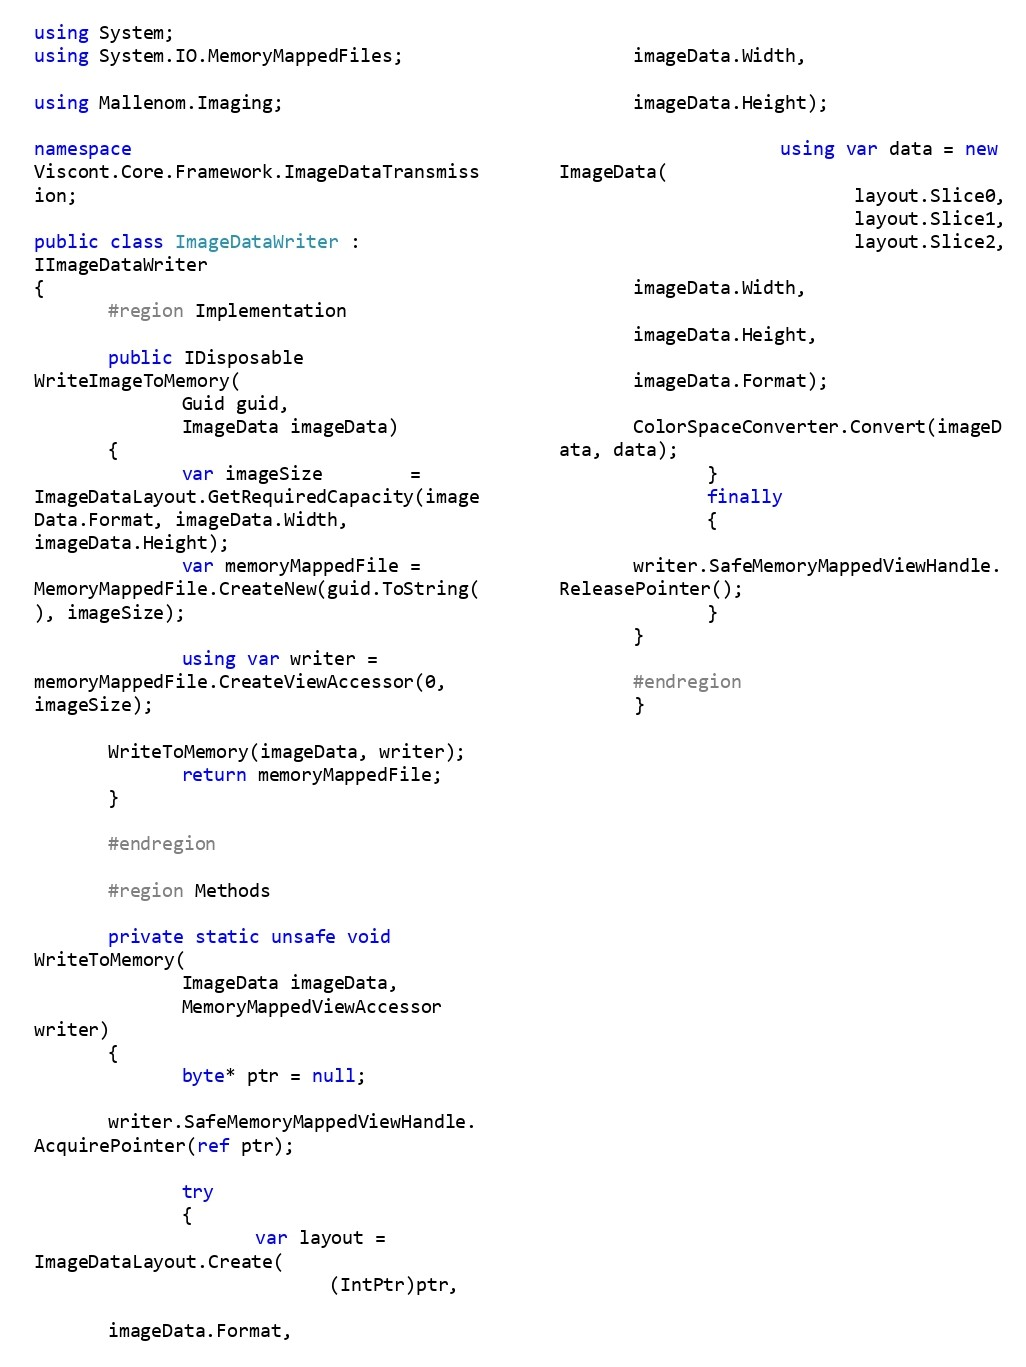 using System;
using System.IO.MemoryMappedFiles;
using Mallenom.Imaging;
namespace
Viscont.Core.Framework.ImageDataTransmiss
ion;
public class ImageDataWriter :
IImageDataWriter
{
#region Implementation
public IDisposable
WriteImageToMemory(
Guid guid,
ImageData imageData)
{
var imageSize        =
ImageDataLayout.GetRequiredCapacity(image
Data.Format, imageData.Width,
imageData.Height);
var memoryMappedFile =
MemoryMappedFile.CreateNew(guid.ToString(
), imageSize);
using var writer =
memoryMappedFile.CreateViewAccessor(0,
imageSize);
WriteToMemory(imageData, writer);
return memoryMappedFile;
}
#endregion
#region Methods
private static unsafe void
WriteToMemory(
ImageData imageData,
MemoryMappedViewAccessor
writer)
{
byte* ptr = null;
writer.SafeMemoryMappedViewHandle.
AcquirePointer(ref ptr);
try
{
var layout =
ImageDataLayout.Create(
(IntPtr)ptr,
imageData.Format,
imageData.Width,
imageData.Height);
using var data = new
ImageData(
layout.Slice0,
layout.Slice1,
layout.Slice2,
imageData.Width,
imageData.Height,
imageData.Format);
ColorSpaceConverter.Convert(imageD
ata, data);
}
finally
{
writer.SafeMemoryMappedViewHandle.
ReleasePointer();
}
}
#endregion
}